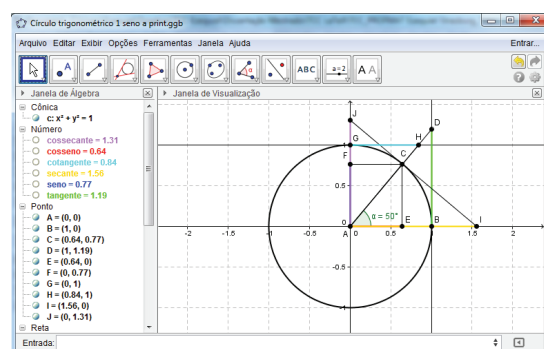 Círculo trigonométrico 1 seno a print.ggb
Arquivo Editar Exibir Opções Ferramentas Janela Ajuda
Entrar...
A
ABC
a = 2
A A
Janela de Álgebra
Janela de Visualização
Cônica
c: x² + y² = 1
Número
cossecante = 1.31
cosseno = 0.64
cotangente = 0.84
secante = 1.56
seno = 0.77
tangente = 1.19
Ponto
A = (0, 0)
B = (1, 0)
C = (0.64, 0.77)
D = (1, 1.19)
E = (0.64, 0)
F = (0, 0.77)
G = (0, 1)
H = (0.84, 1)
I = (1.56, 0)
J = (0, 1.31)
Reta
J
D
G
H
1
F
C
0.5
α = 50°
0
A
E
B
I
-2
-1.5
-1
-0.5
0
0.5
1
1.5
2
2.5
-0.5
-1
Entrada: